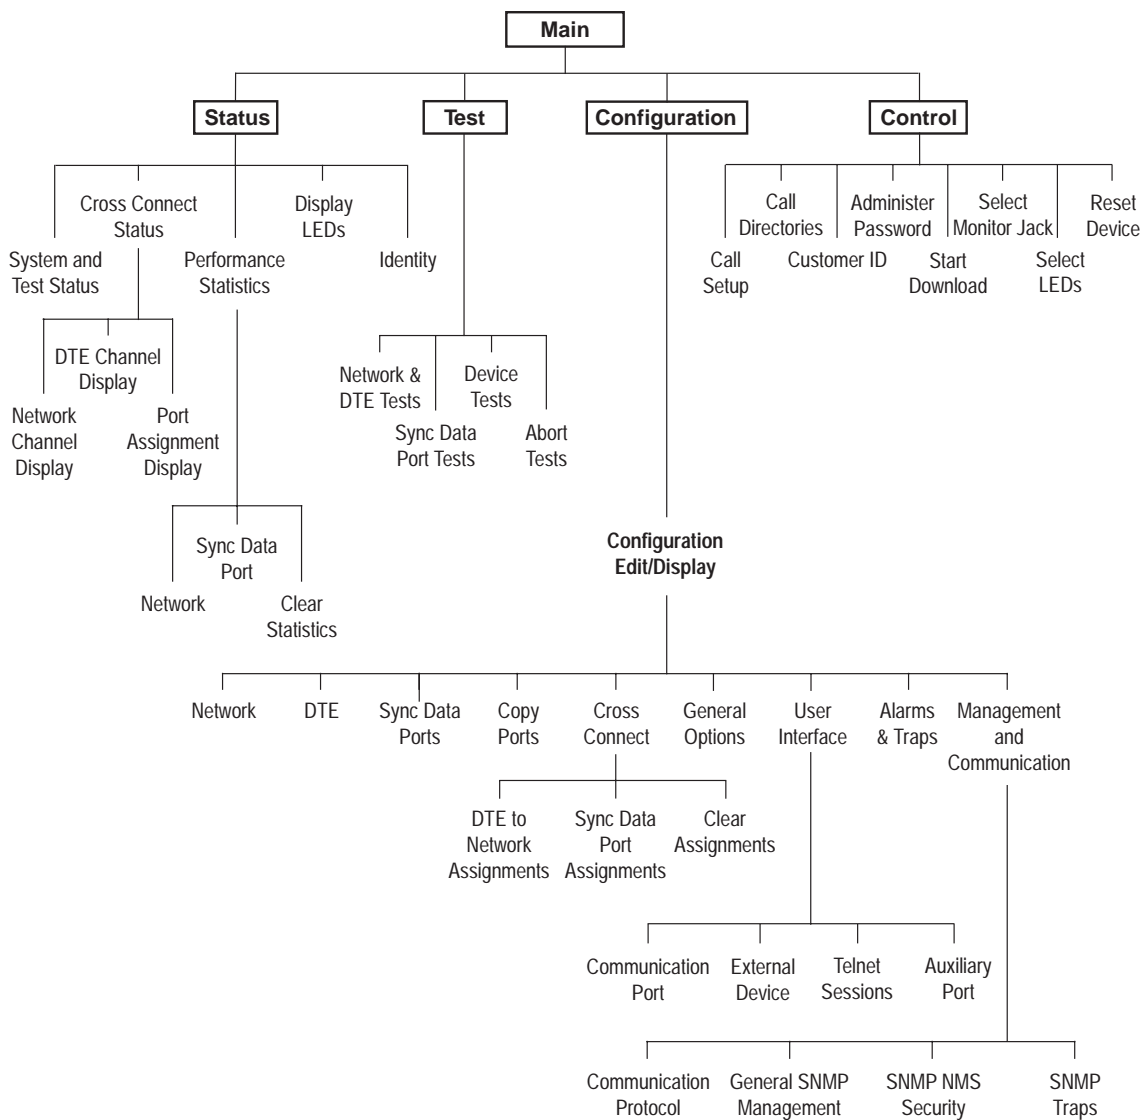 Main
Status
Test
Configuration
Control
Cross Connect
Status
Display
LEDs
System and
Test Status
Performance
Statistics
Identity
DTE Channel
Display
Network
Channel
Display
Port
Assignment
Display
Sync Data
Port
Network
Clear
Statistics
Network &
DTE Tests
Device
Tests
Sync Data
Port Tests
Abort
Tests
Call
Directories
Administer
Password
Select
Monitor Jack
Reset
Device
Call
Setup
Customer ID
Start
Download
Select
LEDs
Configuration
Edit/Display
Network
DTE
Sync Data
Ports
Copy
Ports
Cross
Connect
General
Options
User
Interface
Alarms
& Traps
Management
and
Communication
DTE to
Network
Assignments
Sync Data
Port
Assignments
Clear
Assignments
Communication
Port
External
Device
Telnet
Sessions
Auxiliary
Port
Communication
Protocol
General SNMP
Management
SNMP NMS
Security
SNMP
Traps